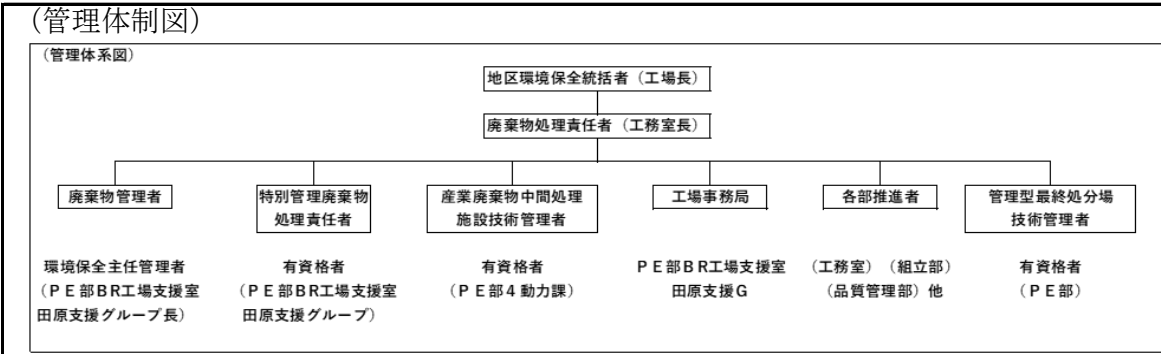 （管理体制図）
（管理体系図）
地区環境保全統括者（工場長）
廃棄物処理責任者（工務室長）
廃棄物管理者
特別管理廃棄物
処理責任者
産業廃棄物中間処理
施設技術管理者
工場事務局
各部推進者
管理型最終処分場
技術管理者
環境保全主任管理者
（ＰＥ部BR工場支援室
田原支援グループ長）
有資格者
（ＰＥ部BR工場支援室
田原支援グループ）
有資格者
（ＰＥ部４動力課）
ＰＥ部BR工場支援室
田原支援G
（工務室）（組立部）
（品質管理部）他
有資格者
（ＰＥ部）